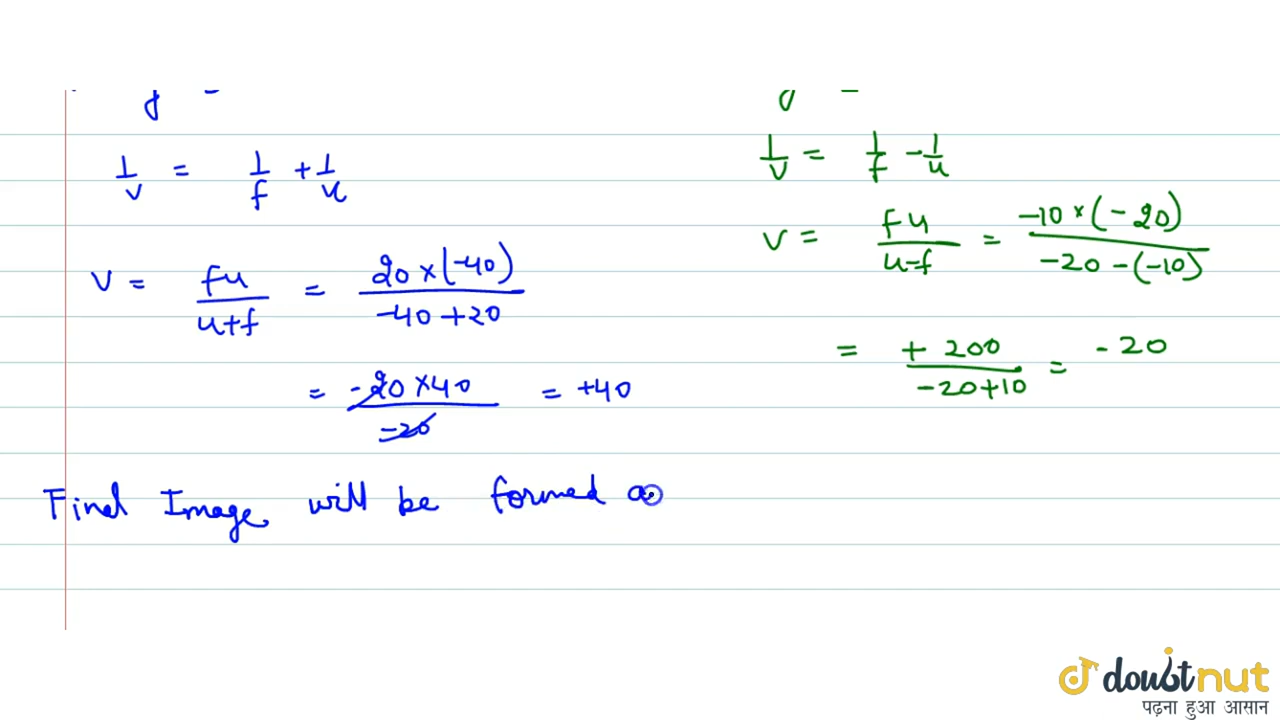 1/v = 1/f + 1/u
v = fu/(u+f) = 20 × (-40)/(-40 + 20)
= -20 × 40/-20 = +40
Final Image will be formed
1/v = 1/f - 1/u
v = fu/(u-f) = -10 × (-20)/(-20 - (-10))
= + 200/(-20 + 10) = - 20
doubtnut
पढ़ना हुआ आसान